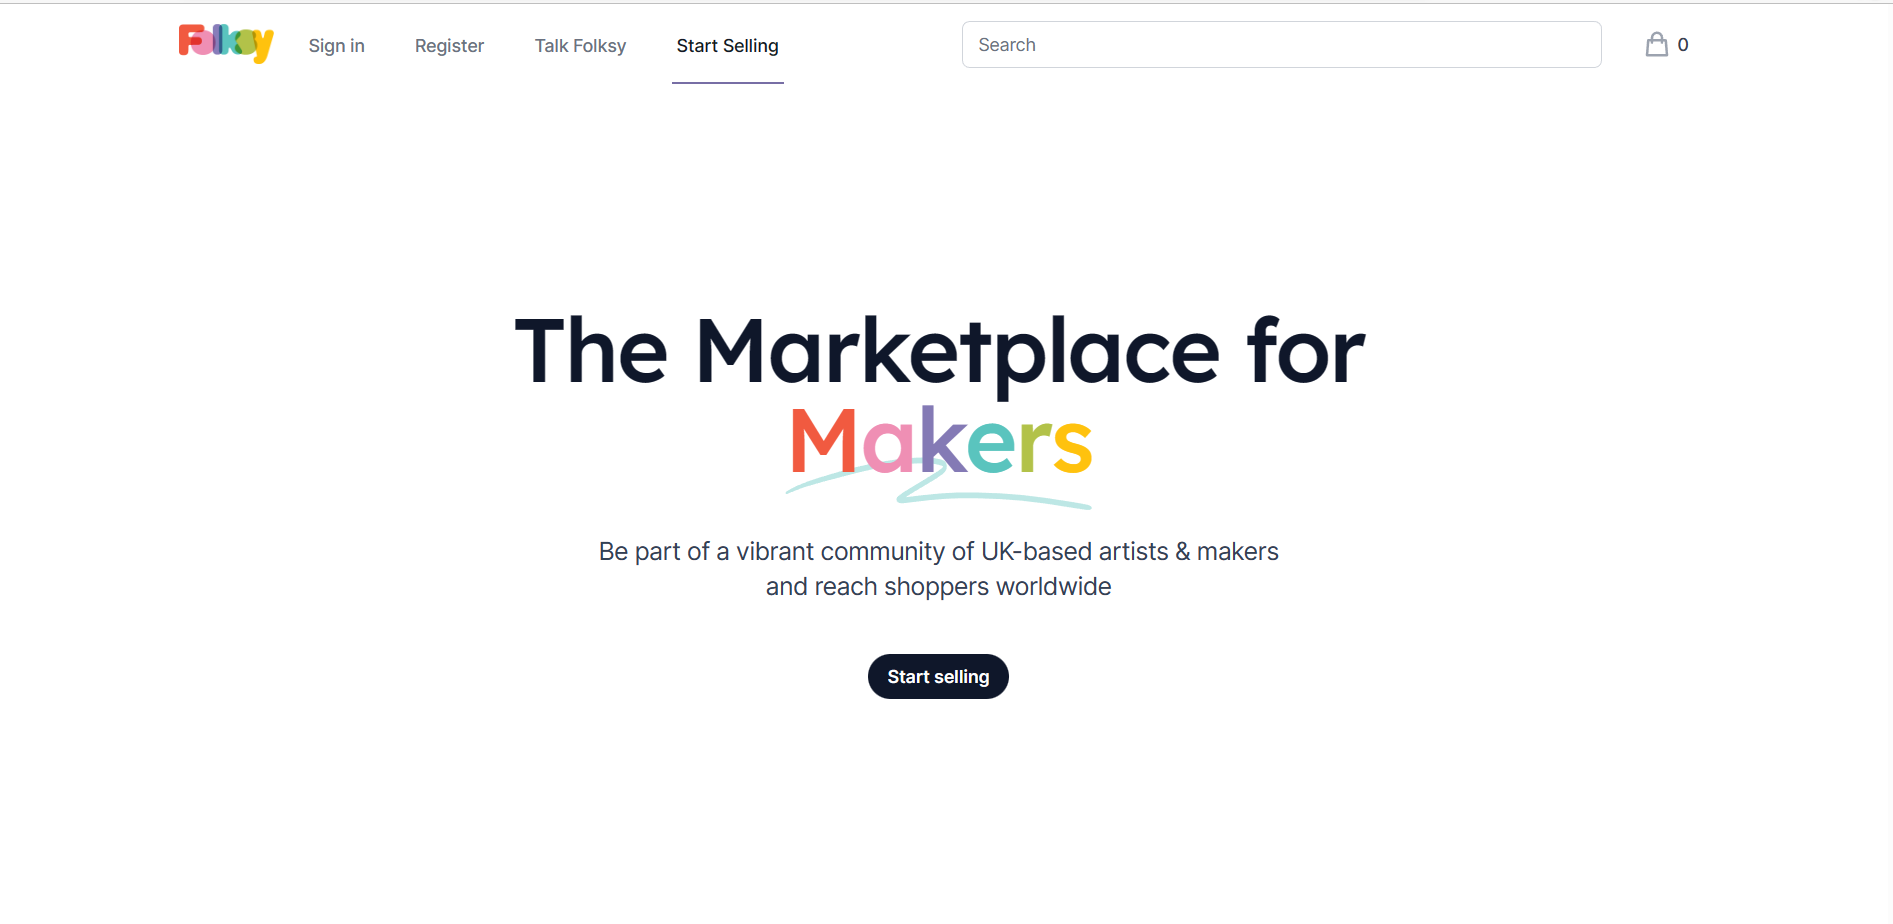 Folksy Sign in Register Talk Folksy Start Selling Search 0
The Marketplace for
Makers
Be part of a vibrant community of UK-based artists & makers
and reach shoppers worldwide
Start selling